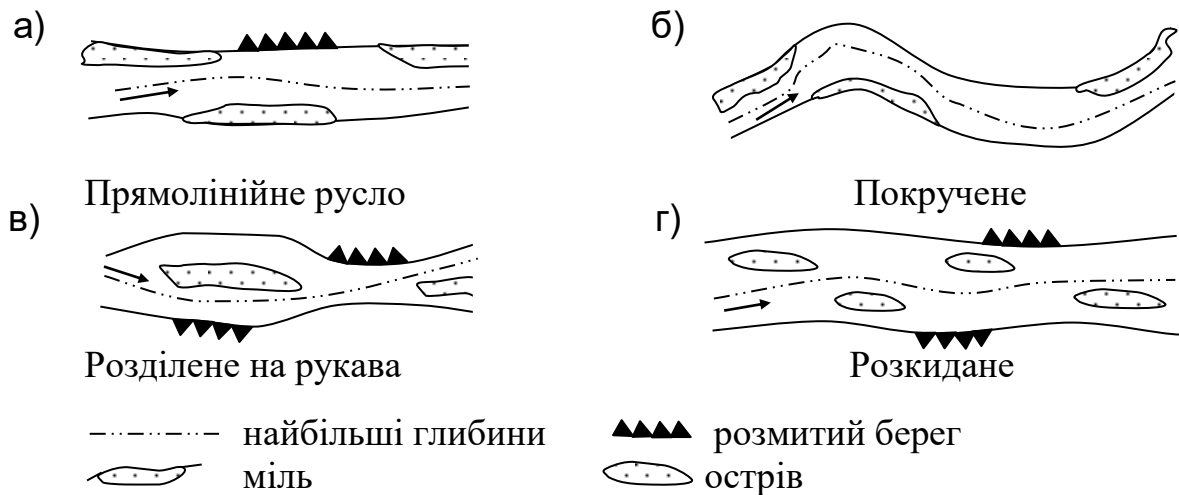 а)
б)
Прямолінійне русло
Покручене
в)
г)
Розділене на рукава
Розкидане
найбільші глибини
розмитий берег
міль
острів